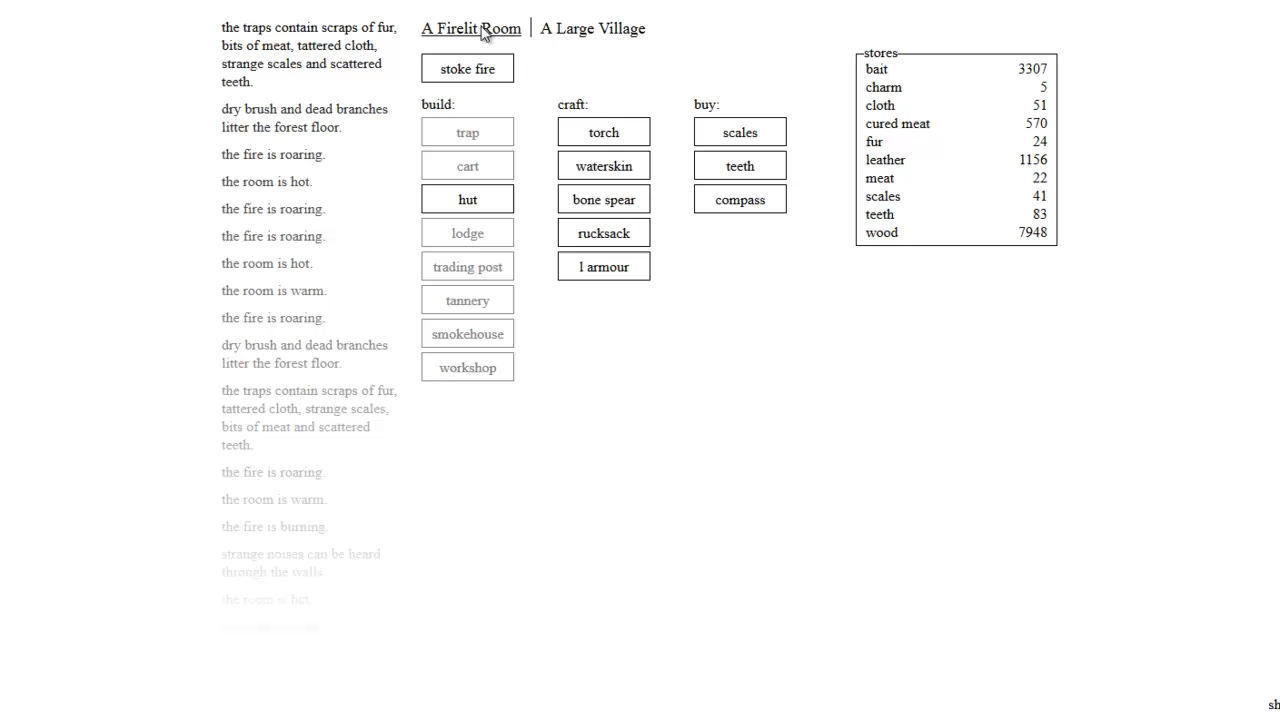 the traps contain scraps of fur,
bits of meat, tattered cloth,
strange scales and scattered
teeth.
dry brush and dead branches
litter the forest floor.
the fire is roaring.
the room is hot.
the fire is roaring.
the fire is roaring.
the room is hot.
the room is warm.
the fire is roaring.
dry brush and dead branches
litter the forest floor.
the traps contain scraps of fur,
tattered cloth, strange scales,
bits of meat and scattered
teeth.
the fire is roaring.
the room is warm.
the fire is burning.
strange noises can be heard
through the walls
the room is hot.
A Firelit Room | A Large Village
stoke fire
build:
trap
cart
hut
lodge
trading post
tannery
smokehouse
workshop
craft:
torch
waterskin
bone spear
rucksack
l armour
buy:
scales
teeth
compass
stores
bait 3307
charm 5
cloth 51
cured meat 570
fur 24
leather 1156
meat 22
scales 41
teeth 83
wood 7948
sh